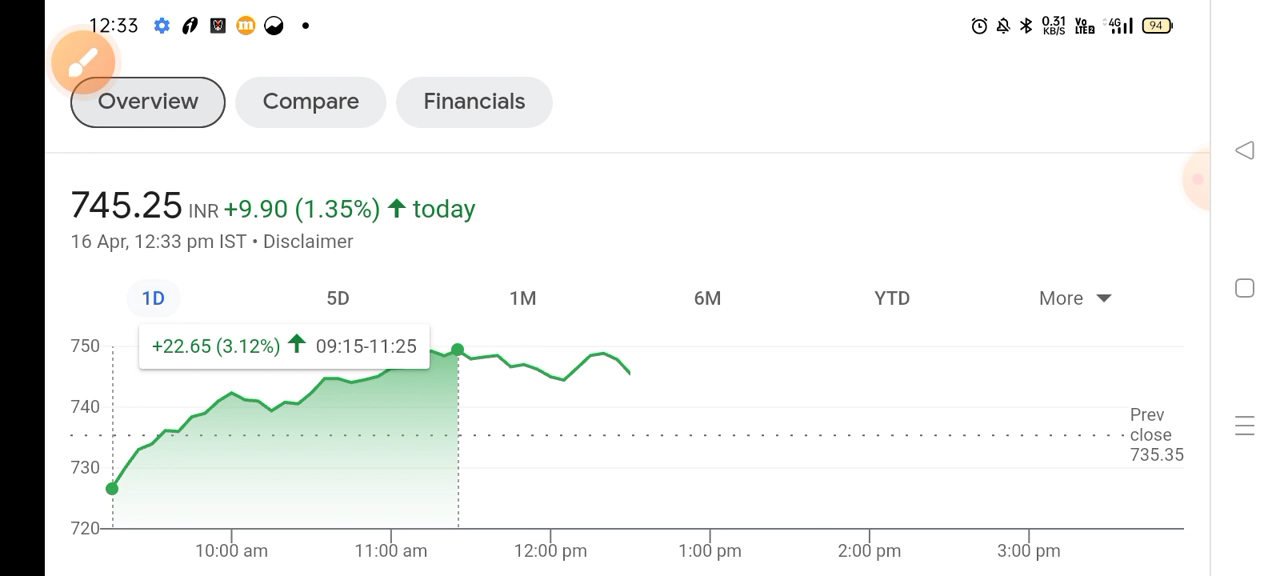 12:33
0.31 KB/S
Vo LTE2
4G
94
Overview Compare Financials
745.25 INR +9.90 (1.35%) today
16 Apr, 12:33 pm IST • Disclaimer
1D 5D 1M 6M YTD More
+22.65 (3.12%) 09:15-11:25
750
740
730
720
Prev
close
735.35
10:00 am 11:00 am 12:00 pm 1:00 pm 2:00 pm 3:00 pm